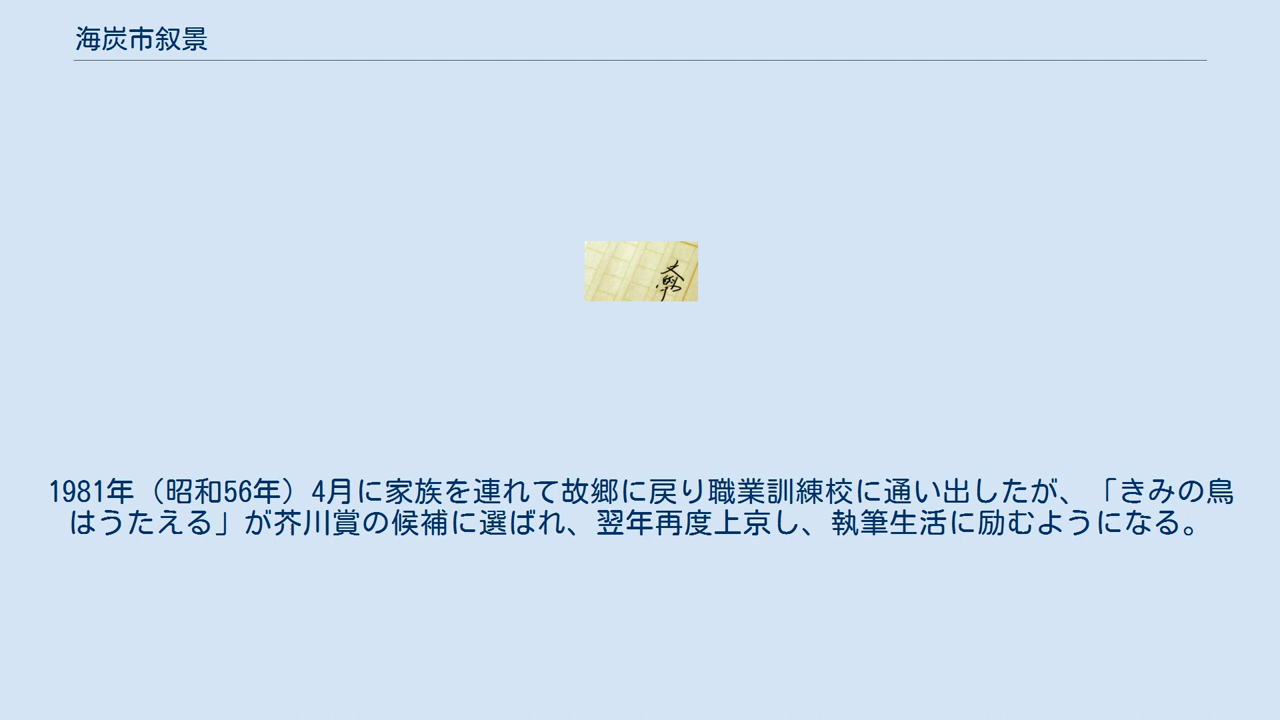 海炭市叙景
1981年（昭和56年）4月に家族を連れて故郷に戻り職業訓練校に通い出したが、「きみの鳥
はうたえる」が芥川賞の候補に選ばれ、翌年再度上京し、執筆生活に励むようになる。